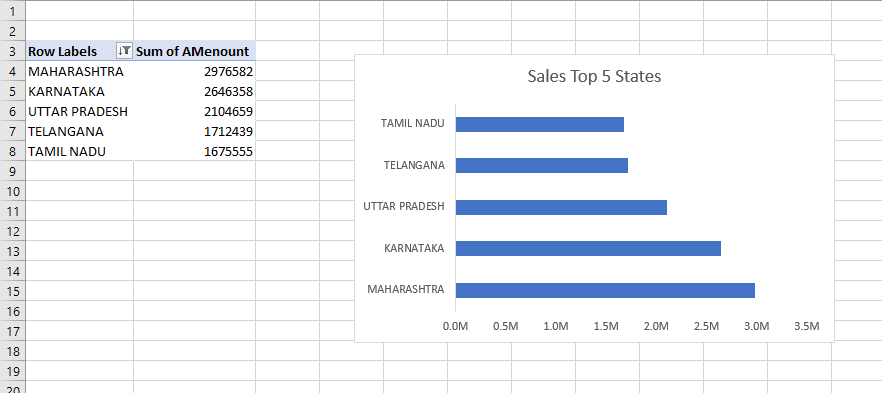 1
2
3 Row Labels Sum of AMenount
4 MAHARASHTRA 2976582
5 KARNATAKA 2646358
6 UTTAR PRADESH 2104659
7 TELANGANA 1712439
8 TAMIL NADU 1675555
9
10
11
12
13
14
15
16
17
18
19
20
Sales Top 5 States
TAMIL NADU
TELANGANA
UTTAR PRADESH
KARNATAKA
MAHARASHTRA
0.0M 0.5M 1.0M 1.5M 2.0M 2.5M 3.0M 3.5M